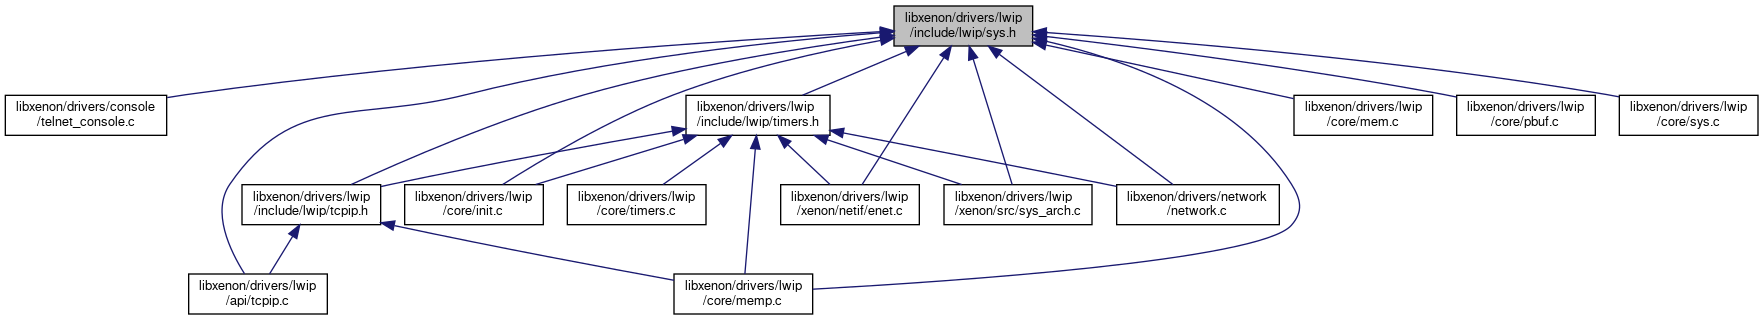 libxenon/drivers/lwip
/include/lwip/sys.h
libxenon/drivers/console
/telnet_console.c
libxenon/drivers/lwip
/include/lwip/timers.h
libxenon/drivers/lwip
/core/mem.c
libxenon/drivers/lwip
/core/pbuf.c
libxenon/drivers/lwip
/core/sys.c
libxenon/drivers/lwip
/include/lwip/tcpip.h
libxenon/drivers/lwip
/core/init.c
libxenon/drivers/lwip
/core/timers.c
libxenon/drivers/lwip
/xenon/netif/enet.c
libxenon/drivers/lwip
/xenon/src/sys_arch.c
libxenon/drivers/network
/network.c
libxenon/drivers/lwip
/api/tcpip.c
libxenon/drivers/lwip
/core/memp.c